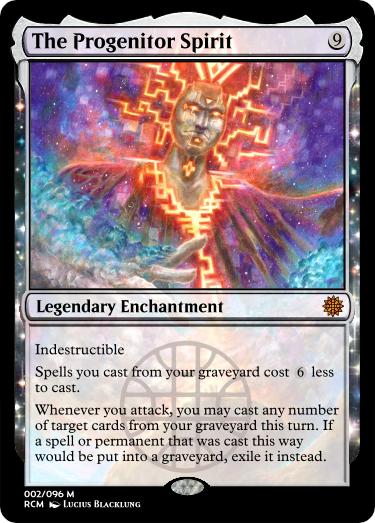 The Progenitor Spirit 9
Legendary Enchantment
Indestructible
Spells you cast from your graveyard cost 6 less
to cast.
Whenever you attack, you may cast any number
of target cards from your graveyard this turn. If
a spell or permanent that was cast this way
would be put into a graveyard, exile it instead.
002/096 M
RCM Lucius Blacklung